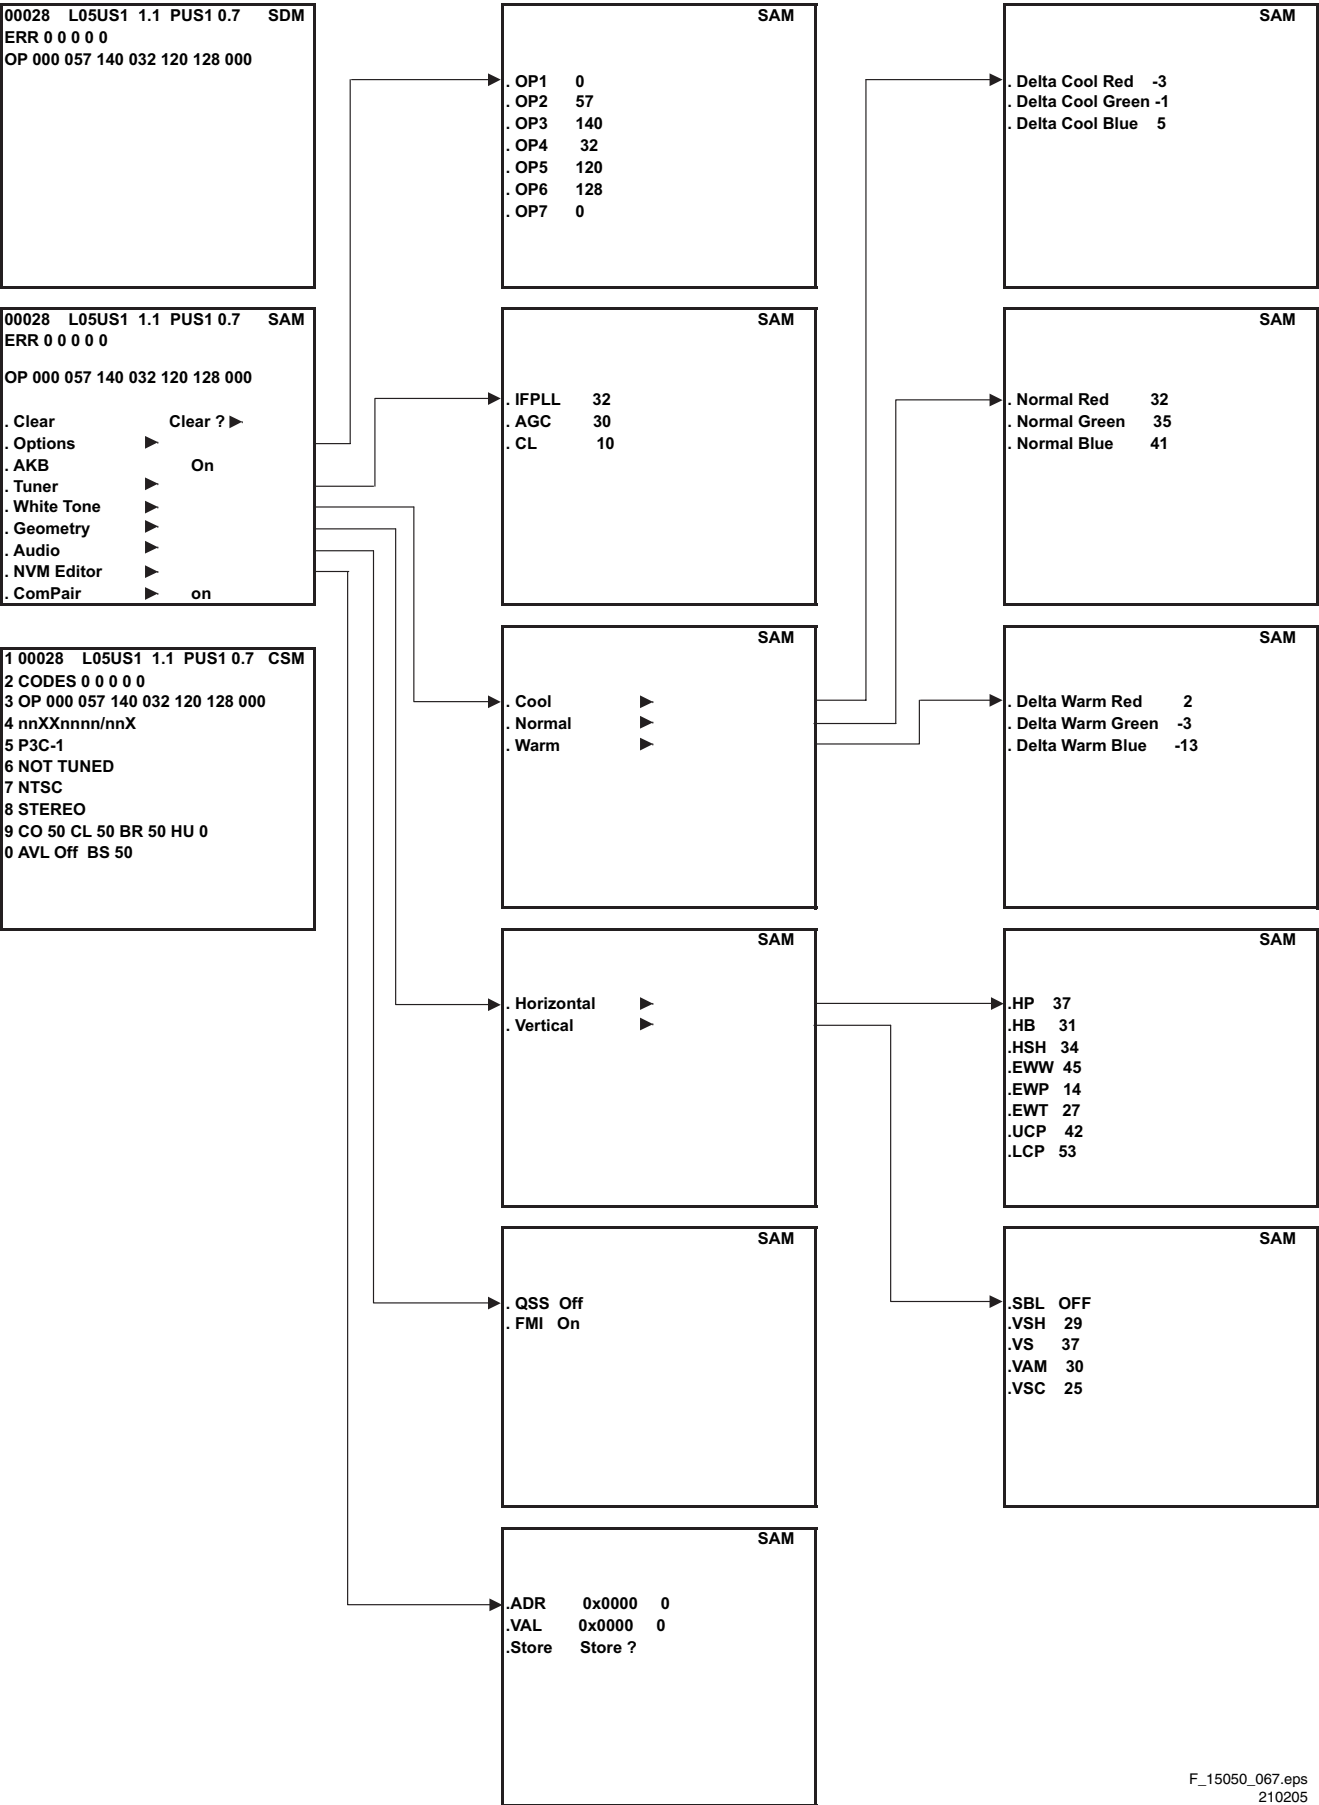 00028 L05US1 1.1 PUS1 0.7 SDM
ERR 0 0 0 0 0
OP 000 057 140 032 120 128 000
00028 L05US1 1.1 PUS1 0.7 SAM
ERR 0 0 0 0 0
OP 000 057 140 032 120 128 000
. Clear Clear ?
. Options
. AKB On
. Tuner
. White Tone
. Geometry
. Audio
. NVM Editor
. ComPair on
1 00028 L05US1 1.1 PUS1 0.7 CSM
2 CODES 0 0 0 0 0
3 OP 000 057 140 032 120 128 000
4 nnXXnnnn/nnX
5 P3C-1
6 NOT TUNED
7 NTSC
8 STEREO
9 CO 50 CL 50 BR 50 HU 0
0 AVL Off BS 50
SAM
. OP1 0
. OP2 57
. OP3 140
. OP4 32
. OP5 120
. OP6 128
. OP7 0
SAM
. IFPLL 32
. AGC 30
. CL 10
SAM
. Cool
. Normal
. Warm
SAM
. Horizontal
. Vertical
SAM
. QSS Off
. FMI On
SAM
.ADR 0x0000 0
.VAL 0x0000 0
.Store Store ?
SAM
. Delta Cool Red -3
. Delta Cool Green -1
. Delta Cool Blue 5
SAM
. Normal Red 32
. Normal Green 35
. Normal Blue 41
SAM
. Delta Warm Red 2
. Delta Warm Green -3
. Delta Warm Blue -13
SAM
.HP 37
.HB 31
.HSH 34
.EWW 45
.EWP 14
.EWT 27
.UCP 42
.LCP 53
SAM
.SBL OFF
.VSH 29
.VS 37
.VAM 30
.VSC 25
F_15050_067.eps
210205